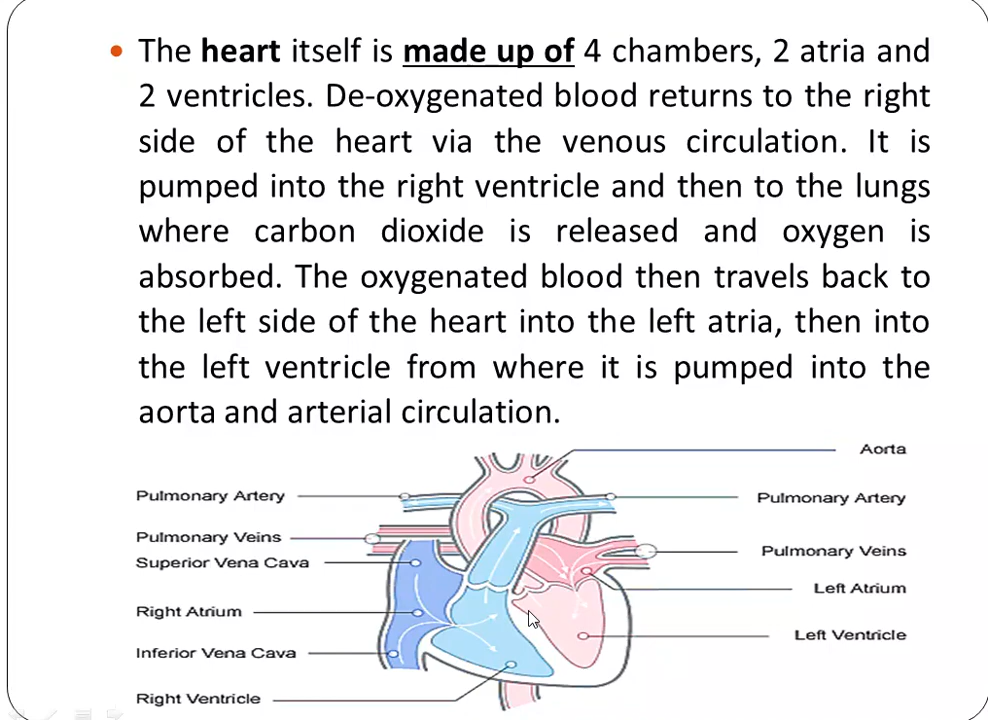 • The heart itself is made up of 4 chambers, 2 atria and
2 ventricles. De-oxygenated blood returns to the right
side of the heart via the venous circulation. It is
pumped into the right ventricle and then to the lungs
where carbon dioxide is released and oxygen is
absorbed. The oxygenated blood then travels back to
the left side of the heart into the left atria, then into
the left ventricle from where it is pumped into the
aorta and arterial circulation.
Aorta
Pulmonary Artery
Pulmonary Artery
Pulmonary Veins
Pulmonary Veins
Superior Vena Cava
Left Atrium
Right Atrium
Left Ventricle
Inferior Vena Cava
Right Ventricle